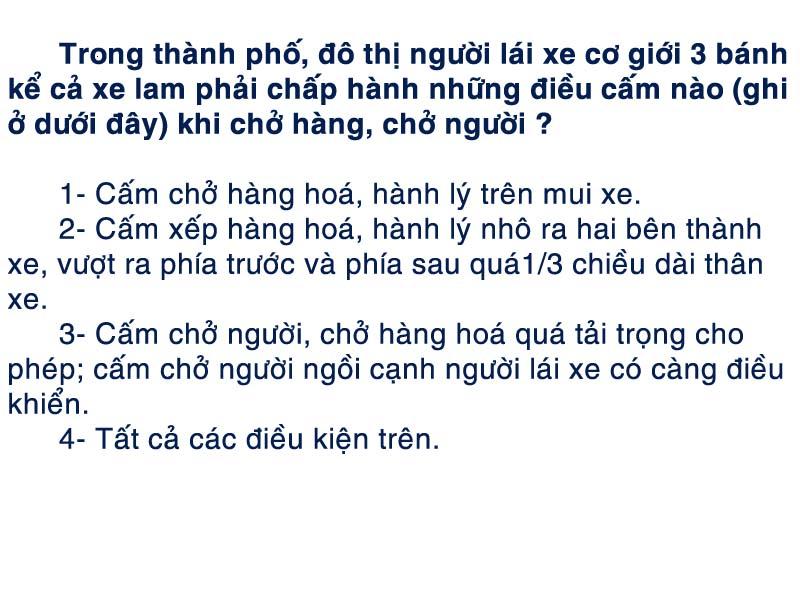 Trong thành phố, đô thị người lái xe cơ giới 3 bánh
kể cả xe lam phải chấp hành những điều cấm nào (ghi
ở dưới đây) khi chở hàng, chở người ?
1- Cấm chở hàng hoá, hành lý trên mui xe.
2- Cấm xếp hàng hoá, hành lý nhô ra hai bên thành
xe, vượt ra phía trước và phía sau quá1/3 chiều dài thân
xe.
3- Cấm chở người, chở hàng hoá quá tải trọng cho
phép; cấm chở người ngồi cạnh người lái xe có càng điều
khiển.
4- Tất cả các điều kiện trên.